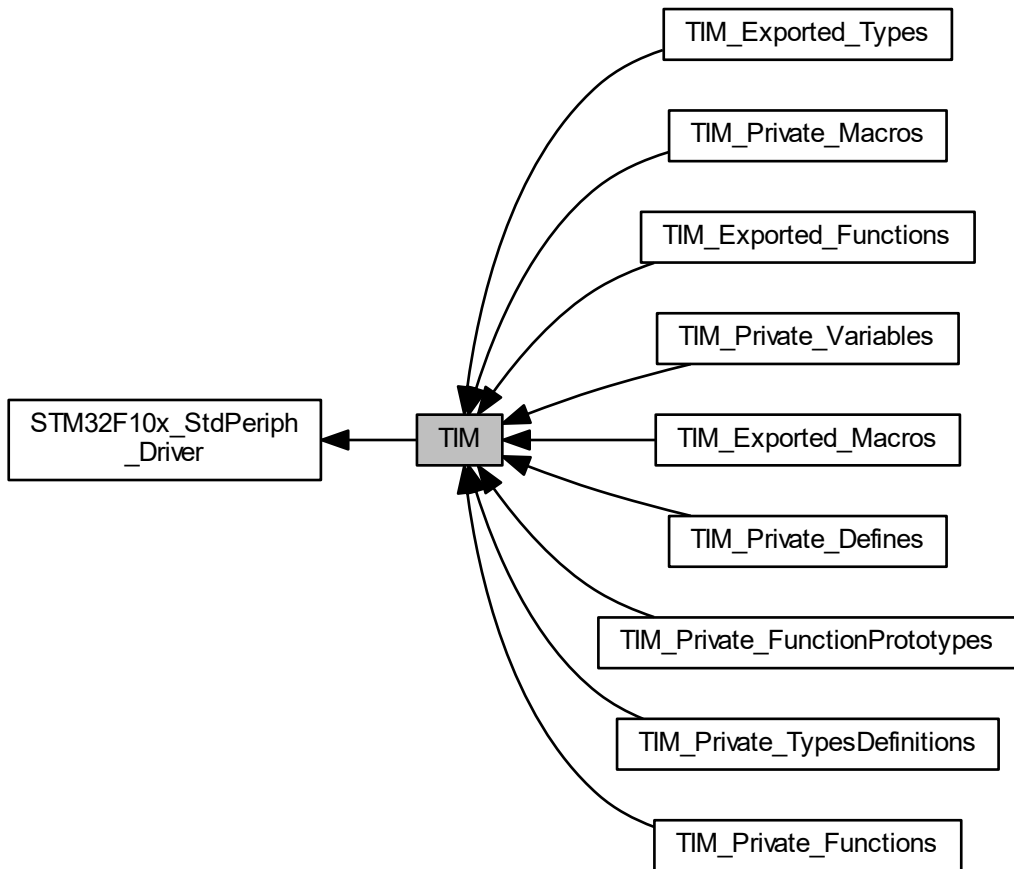 TIM_Exported_Types
TIM_Private_Macros
TIM_Exported_Functions
TIM_Private_Variables
STM32F10x_StdPeriph
_Driver
TIM
TIM_Exported_Macros
TIM_Private_Defines
TIM_Private_FunctionPrototypes
TIM_Private_TypesDefinitions
TIM_Private_Functions